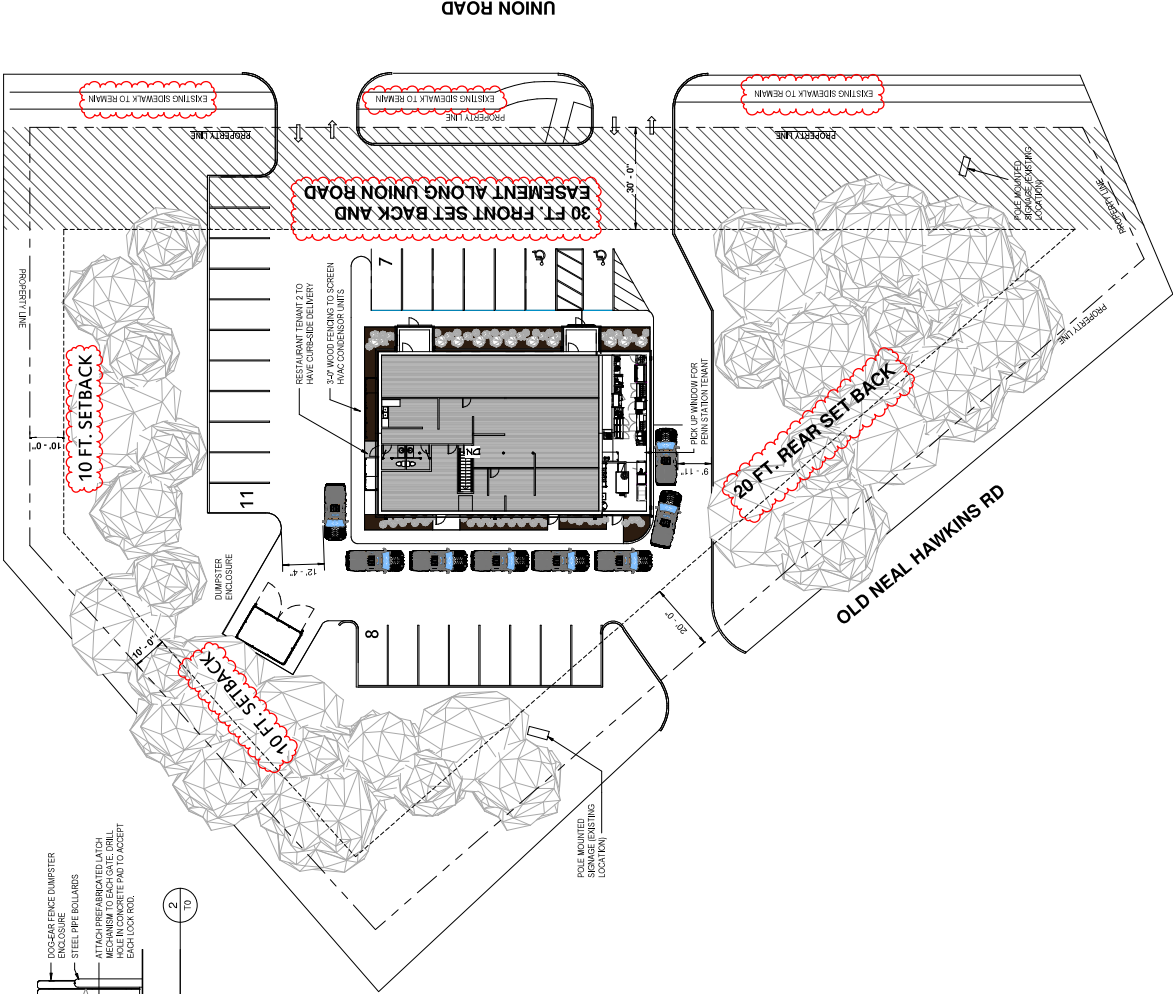 UNION ROAD
EXISTING SIDEWALK TO REMAIN
EXISTING SIDEWALK TO REMAIN
EXISTING SIDEWALK TO REMAIN
PROPERTY LINE
PROPERTY LINE
PROPERTY LINE
30 FT. FRONT SET BACK AND
EASEMENT ALONG UNION ROAD
30' - 0"
POLE MOUNTED
SIGNAGE (EXISTING
LOCATION)
PROPERTY LINE
PROPERTY LINE
PROPERTY LINE
10 FT. SETBACK
10' - 0"
7
RESTAURANT TENANT 2 TO
HAVE CURB-SIDE DELIVERY
3'-0" WOOD FENCING TO SCREEN
HVAC CONDENSOR UNITS
DN
PICK UP WINDOW FOR
PENN STATION TENANT
9' - 11"
20 FT. REAR SET BACK
OLD NEAL HAWKINS RD
11
12' - 4"
DUMPSTER
ENCLOSURE
8
20' - 0"
10' - 0"
10 FT. SETBACK
POLE MOUNTED
SIGNAGE (EXISTING
LOCATION)
DOG-EAR FENCE DUMPSTER
ENCLOSURE
STEEL PIPE BOLLARDS
ATTACH PREFABRICATED LATCH
MECHANISM TO EACH GATE. DRILL
HOLE IN CONCRETE PAD TO ACCEPT
EACH LOCK ROD.
2
T0